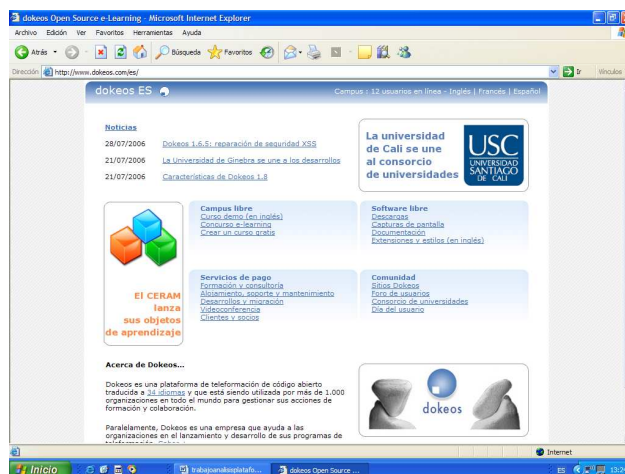 dokeos Open Source e-Learning - Microsoft Internet Explorer
Archivo Edición Ver Favoritos Herramientas Ayuda
Atrás Búsqueda Favoritos
Dirección http://www.dokeos.com/es/ Ir Vínculos
dokeos ES Campus : 12 usuarios en línea - Inglés | Francés | Español
Noticias
28/07/2006 Dokeos 1.6.5: reparación de seguridad XSS
21/07/2006 La Universidad de Ginebra se une a los desarrollos
21/07/2006 Características de Dokeos 1.8
La universidad
de Cali se une
al consorcio
de universidades
USC
UNIVERSIDAD
SANTIAGO
DE CALI
El CERAM
lanza
sus objetos
de aprendizaje
Campus libre
Curso demo (en inglés)
Concurso e-learning
Crear un curso gratis
Software libre
Descargas
Capturas de pantalla
Documentación
Extensiones y estilos (en inglés)
Servicios de pago
Formación y consultoría
Alojamiento, soporte y mantenimiento
Desarrollos y migración
Videoconferencia
Clientes y socios
Comunidad
Sitios Dokeos
Foro de usuarios
Consorcio de universidades
Día del usuario
Acerca de Dokeos...
Dokeos es una plataforma de teleformación de código abierto
traducida a 34 idiomas y que está siendo utilizada por más de 1.000
organizaciones en todo el mundo para gestionar sus acciones de
formación y colaboración.
Paralelamente, Dokeos es una empresa que ayuda a las
organizaciones en el lanzamiento y desarrollo de sus programas de
dokeos
Internet
Inicio trabajoanalisisplatafo... dokeos Open Source ... ES